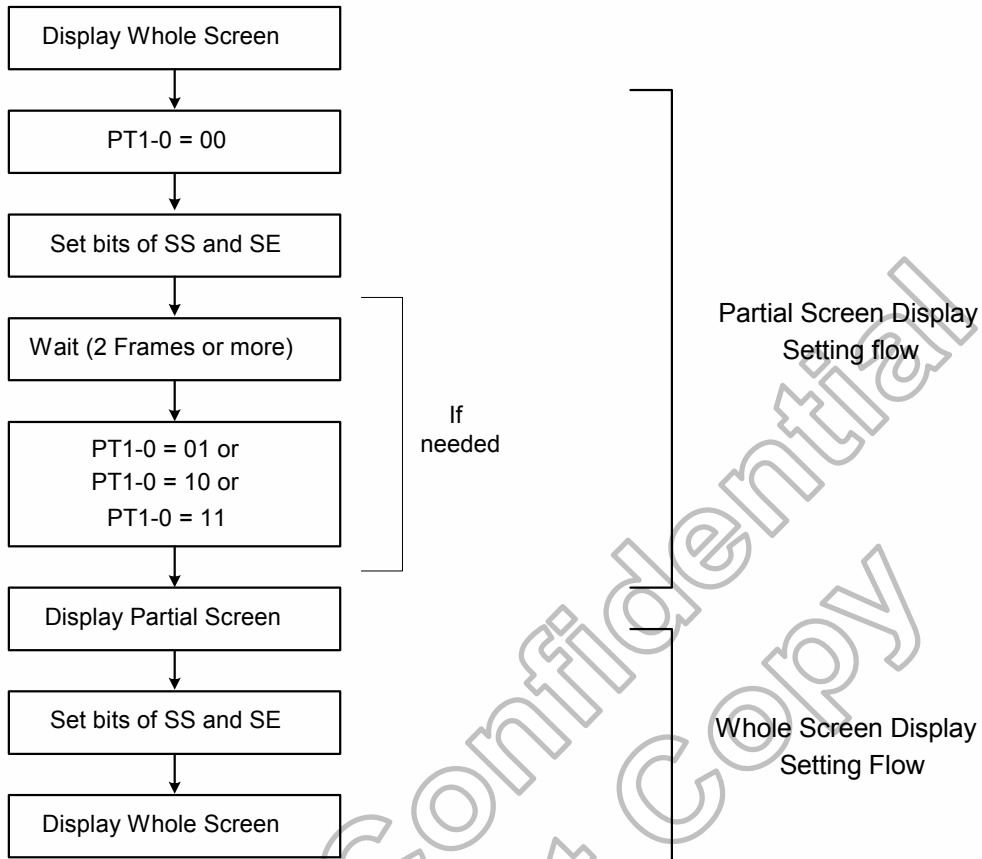 Display Whole Screen
PT1-0 = 00
Set bits of SS and SE
Wait (2 Frames or more)
PT1-0 = 01 or
PT1-0 = 10 or
PT1-0 = 11
If
needed
Display Partial Screen
Partial Screen Display
Setting flow
Set bits of SS and SE
Display Whole Screen
Whole Screen Display
Setting Flow
Confidential
Copy